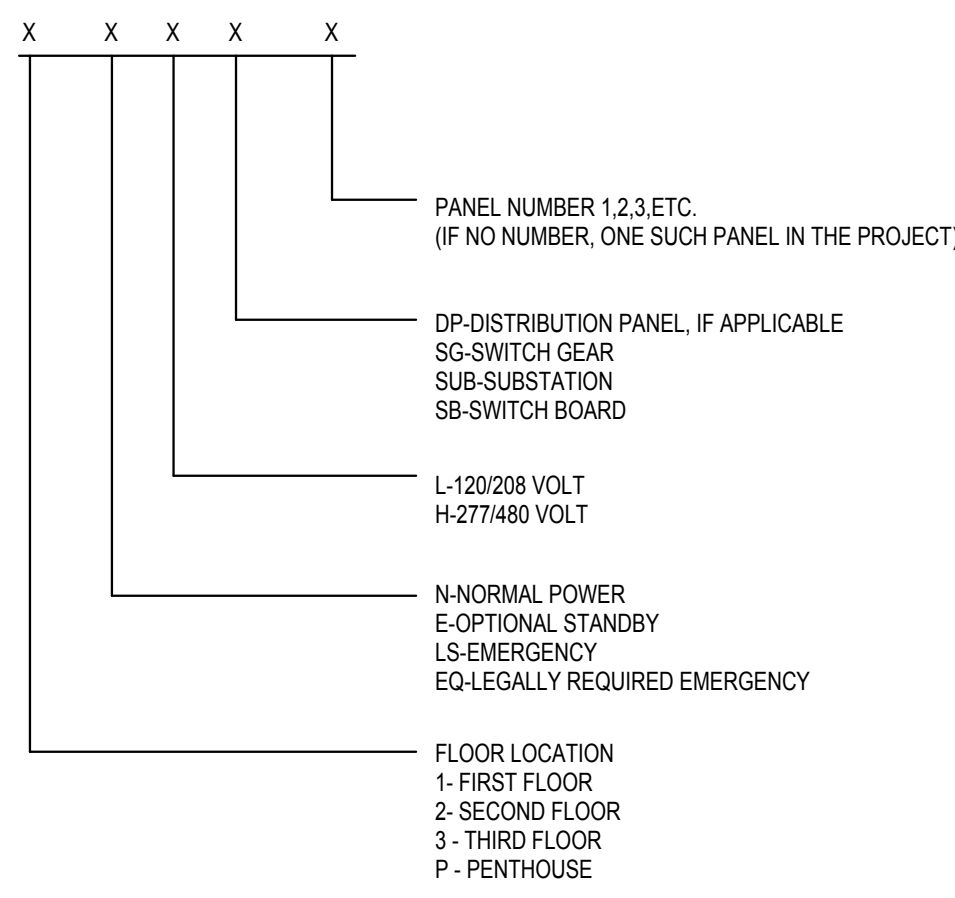 X X X X X
PANEL NUMBER 1,2,3,ETC.
(IF NO NUMBER, ONE SUCH PANEL IN THE PROJECT)
DP-DISTRIBUTION PANEL, IF APPLICABLE
SG-SWITCH GEAR
SUB-SUBSTATION
SB-SWITCH BOARD
L-120/208 VOLT
H-277/480 VOLT
N-NORMAL POWER
E-OPTIONAL STANDBY
LS-EMERGENCY
EQ-LEGALLY REQUIRED EMERGENCY
FLOOR LOCATION
1- FIRST FLOOR
2- SECOND FLOOR
3 - THIRD FLOOR
P - PENTHOUSE